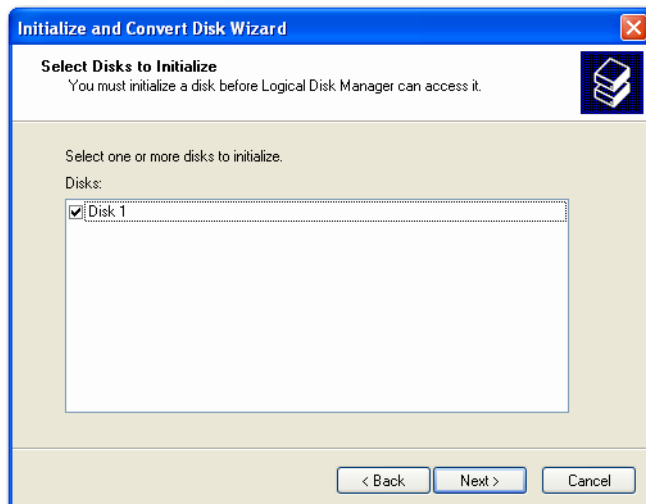 Initialize and Convert Disk Wizard
Select Disks to Initialize
You must initialize a disk before Logical Disk Manager can access it.
Select one or more disks to initialize.
Disks:
Disk 1
< Back
Next >
Cancel